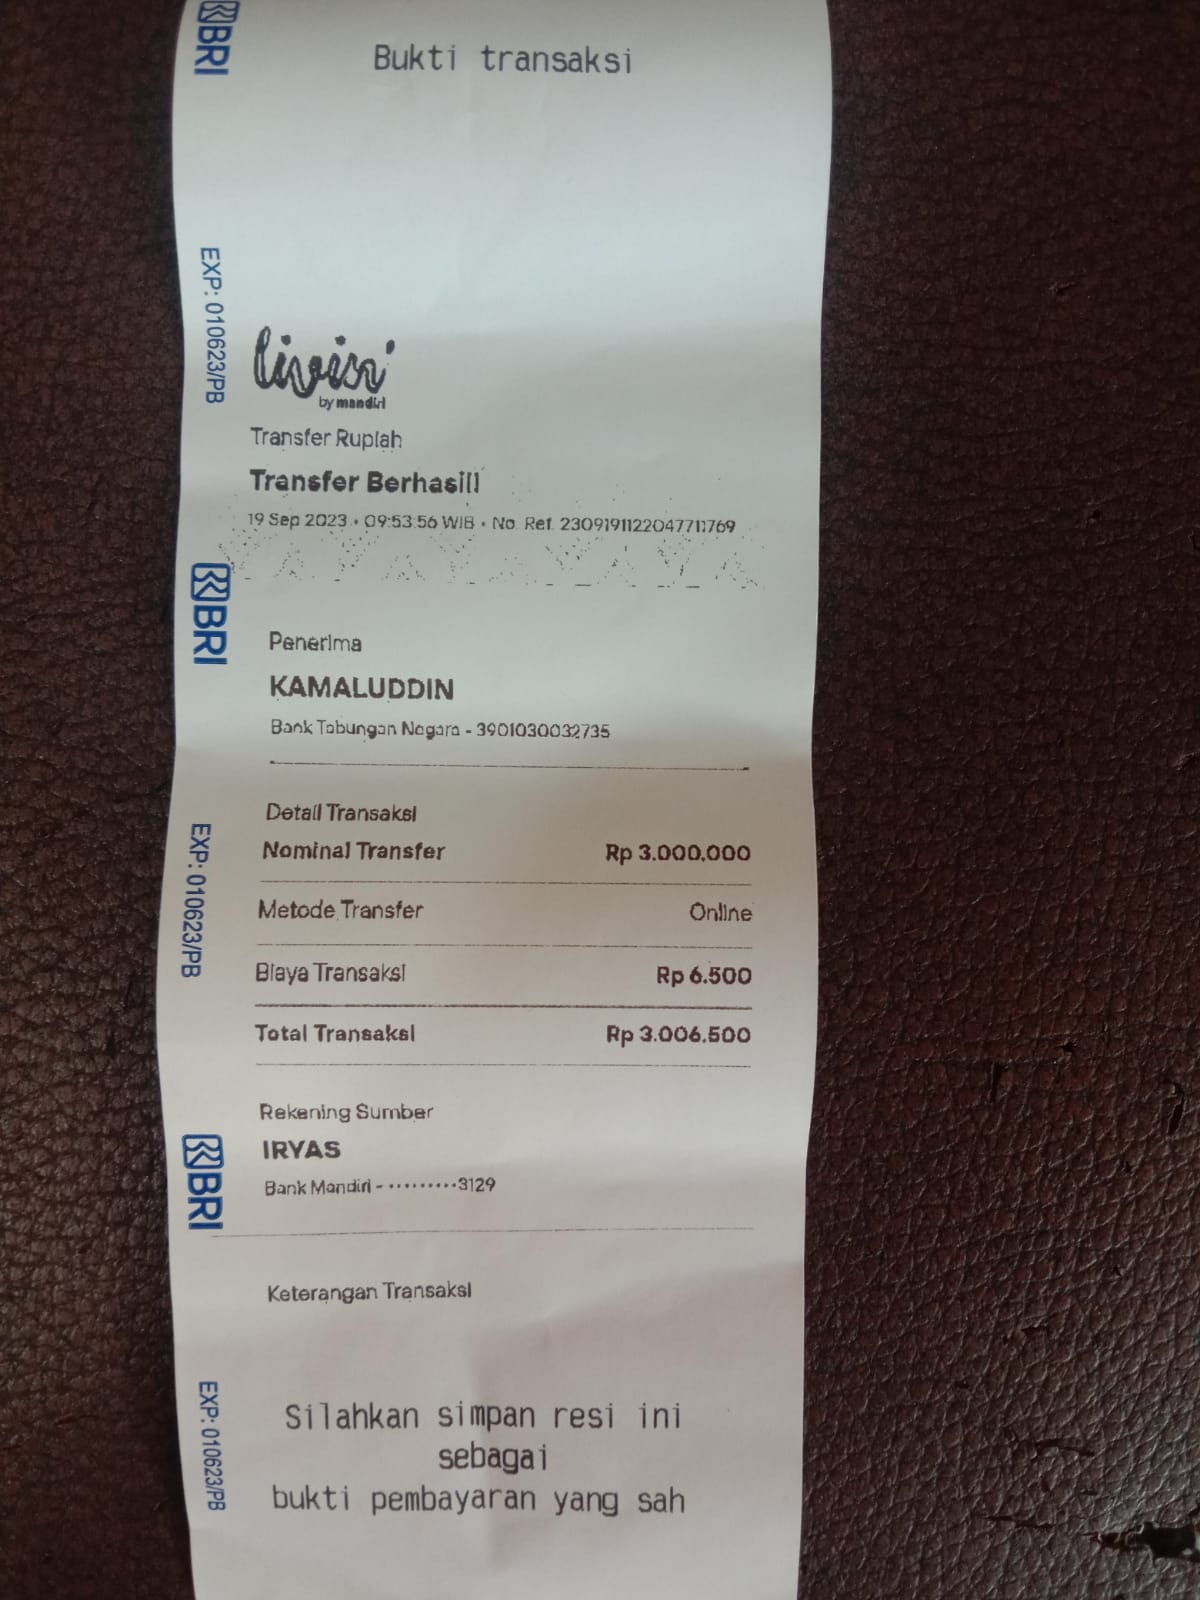 BRI
Bukti transaksi
EXP: 010623/PB
livin'
by mandiri
Transfer Rupiah
Transfer Berhasil!
19 Sep 2023 • 09:53:56 WIB • No. Ref. 2309191122047711769
BRI
Penerima
KAMALUDDIN
Bank Tabungan Negara - 3901030032735
EXP: 010623/PB
Detail Transaksi
Nominal Transfer Rp 3.000.000
Metode Transfer Online
Biaya Transaksi Rp 6.500
Total Transaksi Rp 3.006.500
Rekening Sumber
IRYAS
Bank Mandiri - •••••••••3129
BRI
Keterangan Transaksi
EXP: 010623/PB
Silahkan simpan resi ini
sebagai
bukti pembayaran yang sah